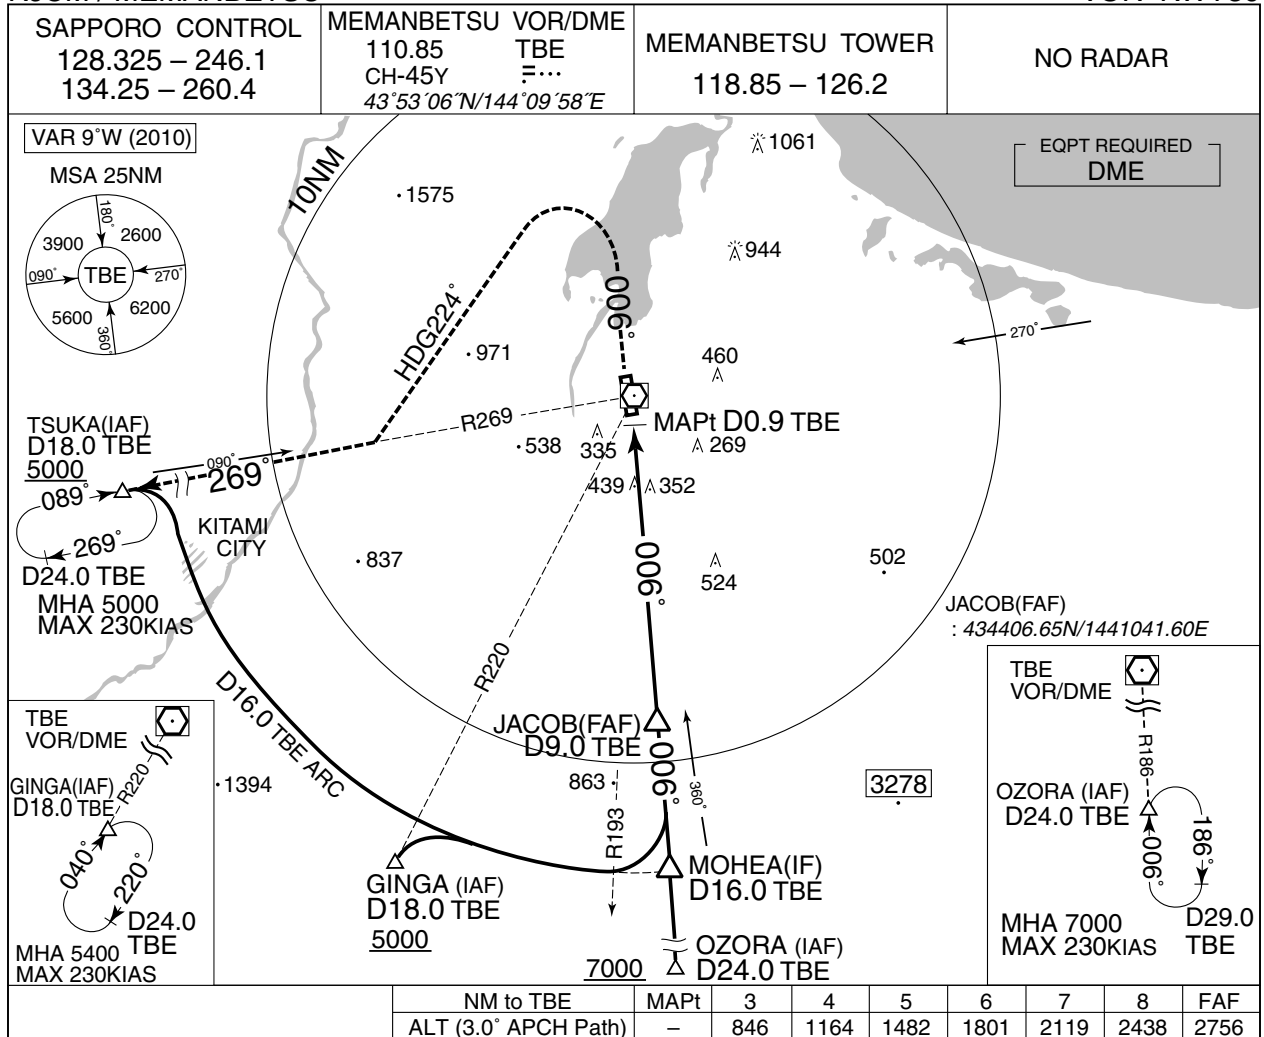 SAPPORO CONTROL
128.325 – 246.1
134.25 – 260.4
MEMANBETSU VOR/DME
110.85 TBE
CH-45Y
43°53´06˝N/144°09´58˝E
MEMANBETSU TOWER
118.85 – 126.2
NO RADAR
VAR 9°W (2010)
MSA 25NM
180°
3900 2600
090° TBE 270°
5600 6200
360°
10NM
1575
1061
EQPT REQUIRED
DME
944
HDG224°
006°
971
460
270°
R269
MAPt D0.9 TBE
538
335
269
439
352
TSUKA(IAF)
D18.0 TBE
5000
090°
269°
089°
269°
D24.0 TBE
MHA 5000
MAX 230KIAS
KITAMI
CITY
837
006°
524
502
JACOB(FAF)
: 434406.65N/1441041.60E
R220
D16.0 TBE ARC
JACOB(FAF)
D9.0 TBE
006°
360°
863
R193
3278
1394
TBE
VOR/DME
GINGA(IAF)
D18.0 TBE
R220
040°
220°
D24.0
TBE
MHA 5400
MAX 230KIAS
GINGA (IAF)
D18.0 TBE
5000
MOHEA(IF)
D16.0 TBE
OZORA (IAF)
7000 D24.0 TBE
TBE
VOR/DME
R186
OZORA (IAF)
D24.0 TBE
006°
186°
MHA 7000
MAX 230KIAS
D29.0
TBE
NM to TBE MAPt 3 4 5 6 7 8 FAF
ALT (3.0° APCH Path) – 846 1164 1482 1801 2119 2438 2756